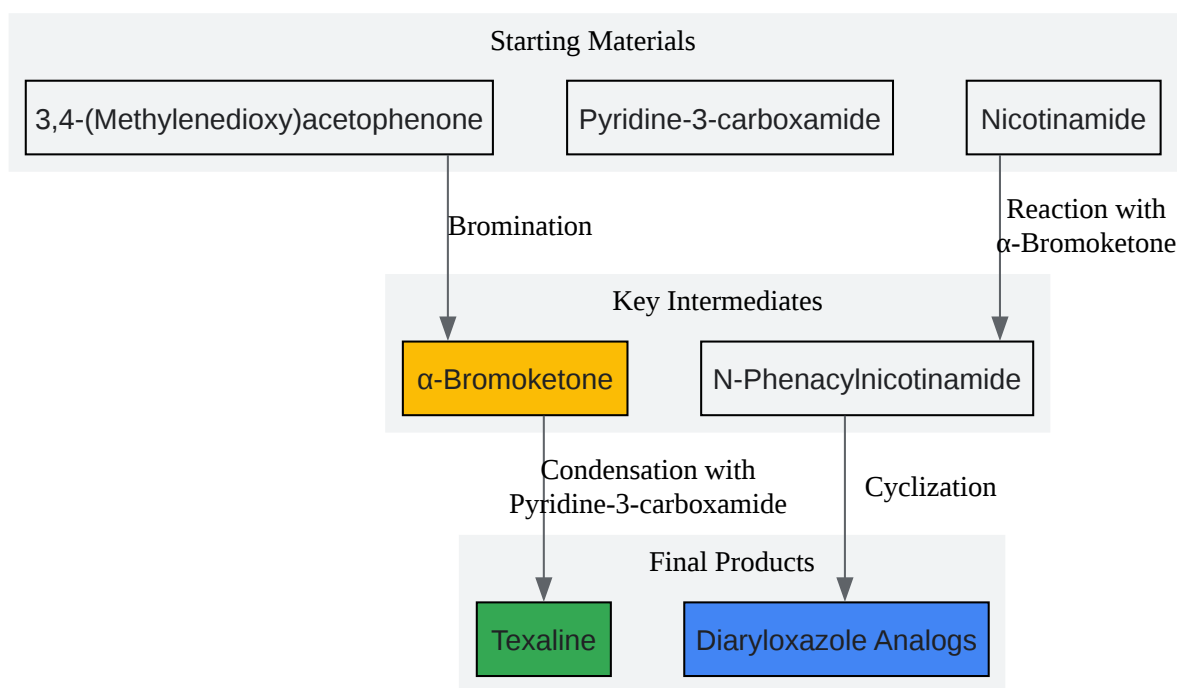 Starting Materials
3,4-(Methylenedioxy)acetophenone
Pyridine-3-carboxamide
Nicotinamide
Bromination
Reaction with
α-Bromoketone
Key Intermediates
α-Bromoketone
N-Phenacylnicotinamide
Condensation with
Pyridine-3-carboxamide
Cyclization
Final Products
Texaline
Diaryloxazole Analogs